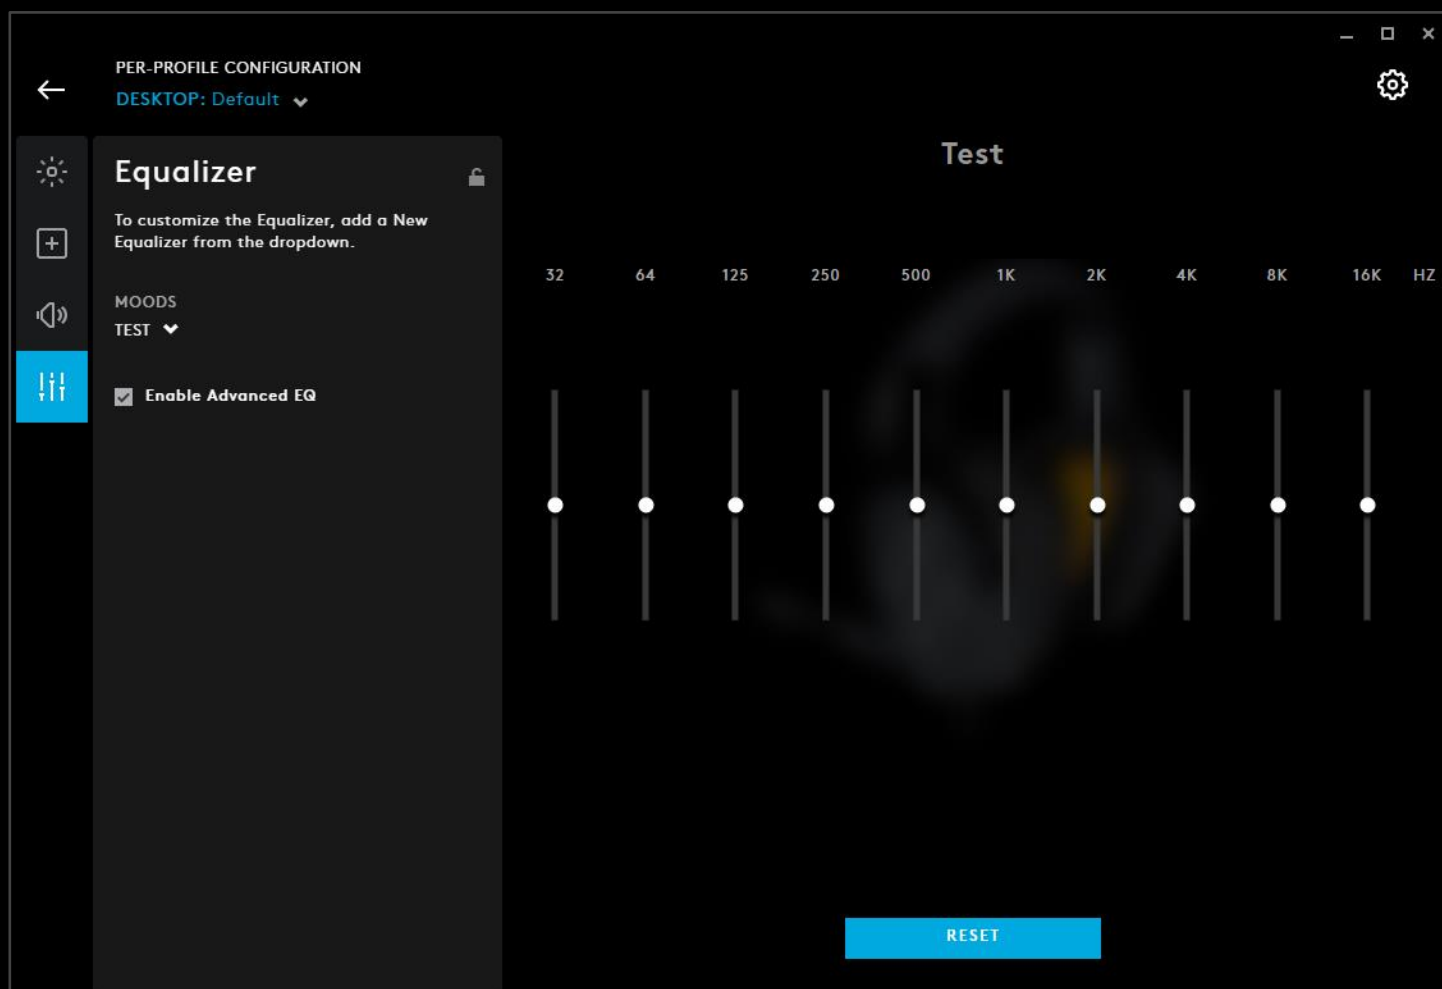 PER-PROFILE CONFIGURATION
DESKTOP: Default
Equalizer
To customize the Equalizer, add a New
Equalizer from the dropdown.
MOODS
TEST
Enable Advanced EQ
Test
32 64 125 250 500 1K 2K 4K 8K 16K HZ
RESET